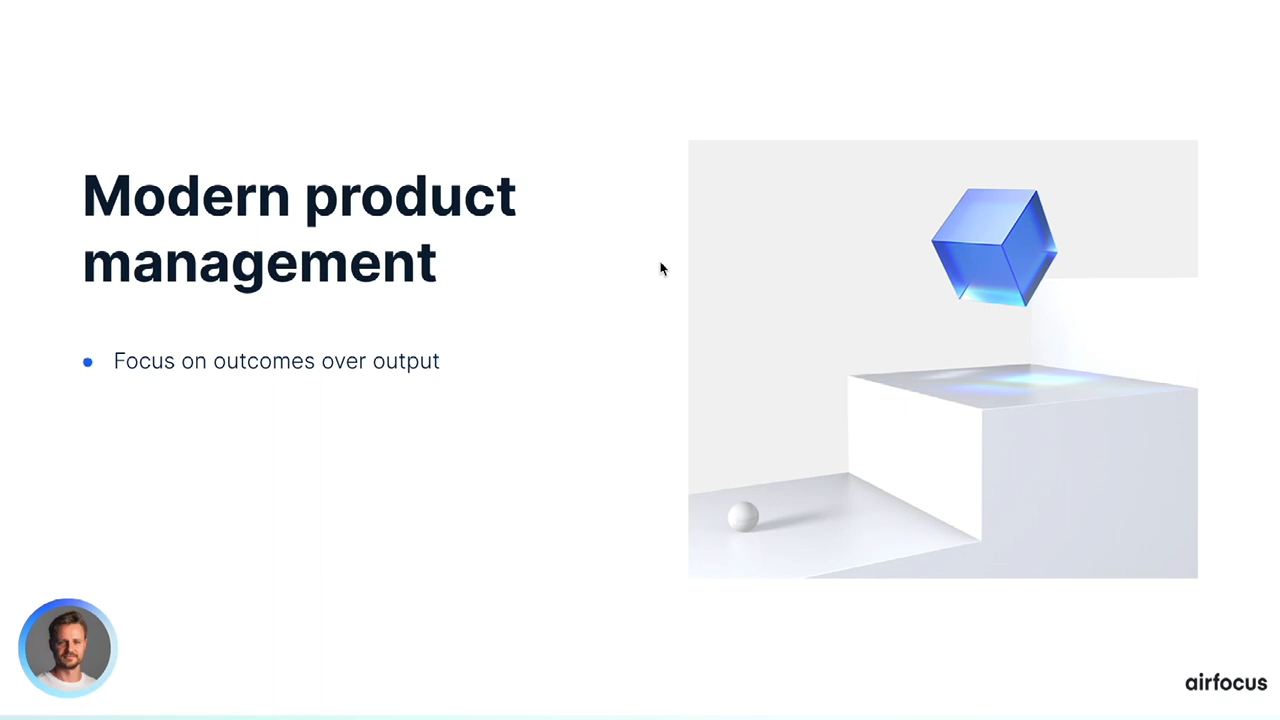 Modern product
management
Focus on outcomes over output
airfocus